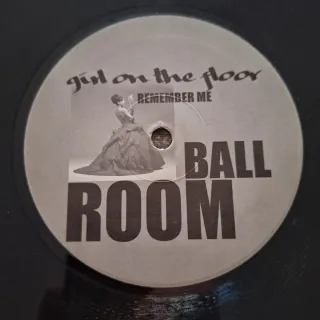 girl on the floor
REMEMBER ME
BALL
ROOM